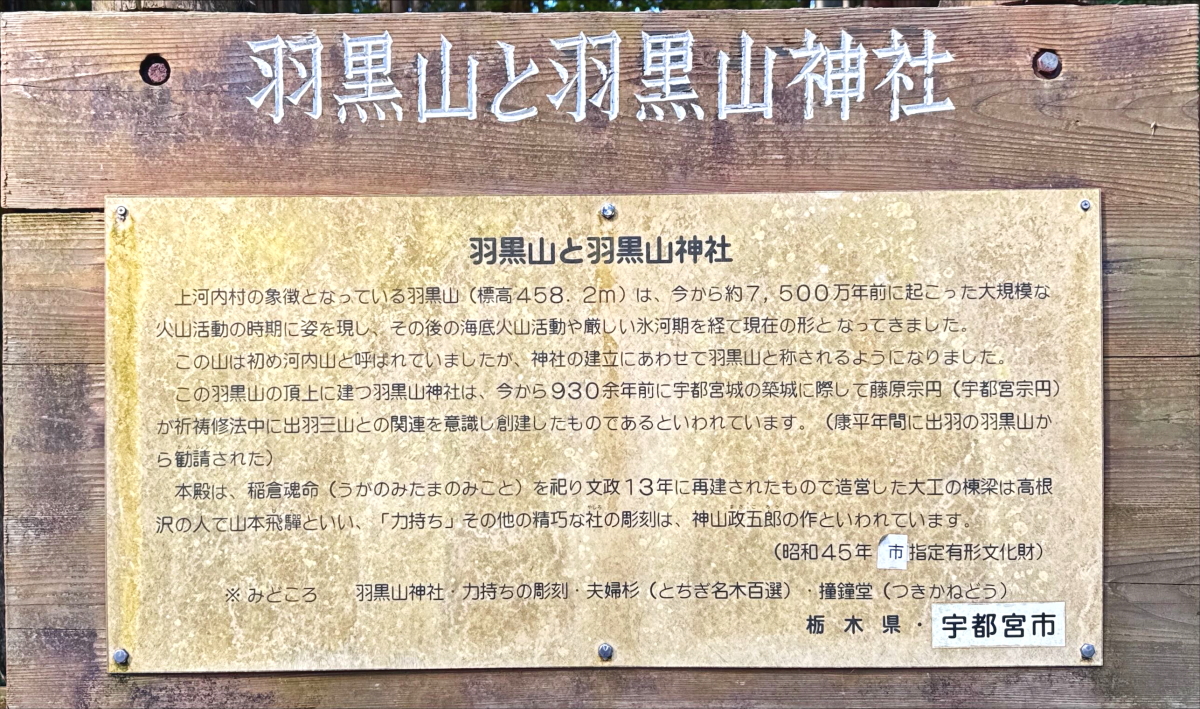 羽黒山と羽黒山神社
羽黒山と羽黒山神社
上河内村の象徴となっている羽黒山（標高４５８．２ｍ）は、今から約７，５００万年前に起こった大規模な
火山活動の時期に姿を現し、その後の海底火山活動や厳しい氷河期を経て現在の形となってきました。
この山は初め河内山と呼ばれていましたが、神社の建立にあわせて羽黒山と称されるようになりました。
この羽黒山の頂上に建つ羽黒山神社は、今から９３０余年前に宇都宮城の築城に際して藤原宗円（宇都宮宗円）
が祈祷修法中に出羽三山との関連を意識し創建したものであるといわれています。（康平年間に出羽の羽黒山か
ら勧請された）
本殿は、稲倉魂命（うがのみたまのみこと）を祀り文政１３年に再建されたもので造営した大工の棟梁は高根
沢の人で山本飛騨といい、「力持ち」その他の精巧な社の彫刻は、神山政五郎の作といわれています。
（昭和４５年 市 指定有形文化財）
※ みどころ 羽黒山神社・力持ちの彫刻・夫婦杉（とちぎ名木百選）・撞鐘堂（つきかねどう）
栃木県・宇都宮市